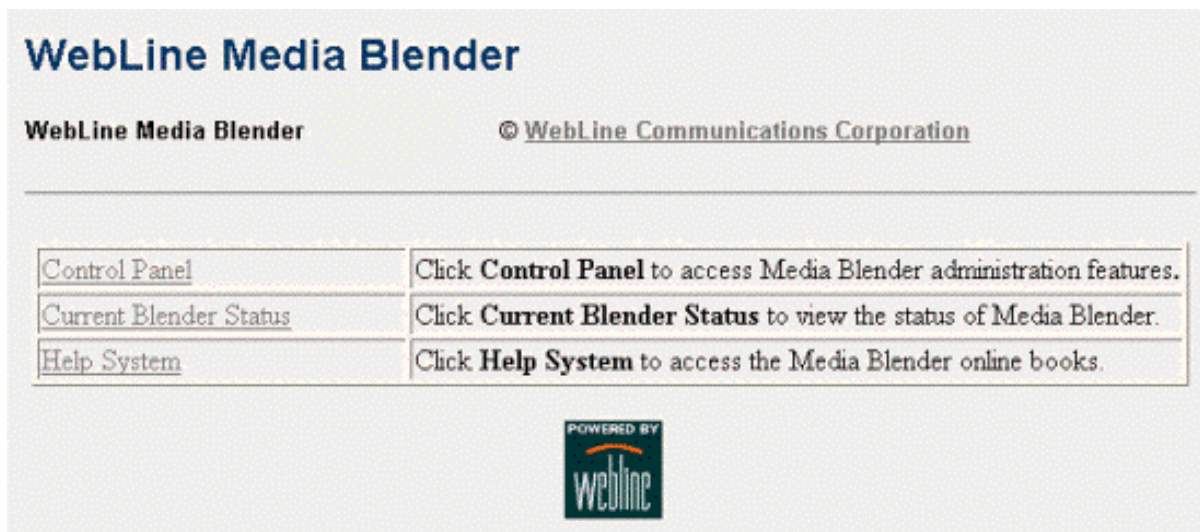 WebLine Media Blender
WebLine Media Blender © WebLine Communications Corporation
Control Panel Click Control Panel to access Media Blender administration features.
Current Blender Status Click Current Blender Status to view the status of Media Blender.
Help System Click Help System to access the Media Blender online books.
POWERED BY
webline